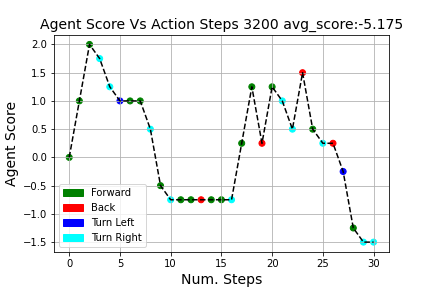 Agent Score Vs Action Steps 3200 avg_score:-5.175
2.0
1.5
1.0
0.5
0.0
−0.5
−1.0
−1.5
Agent Score
Forward
Back
Turn Left
Turn Right
0 5 10 15 20 25 30
Num. Steps